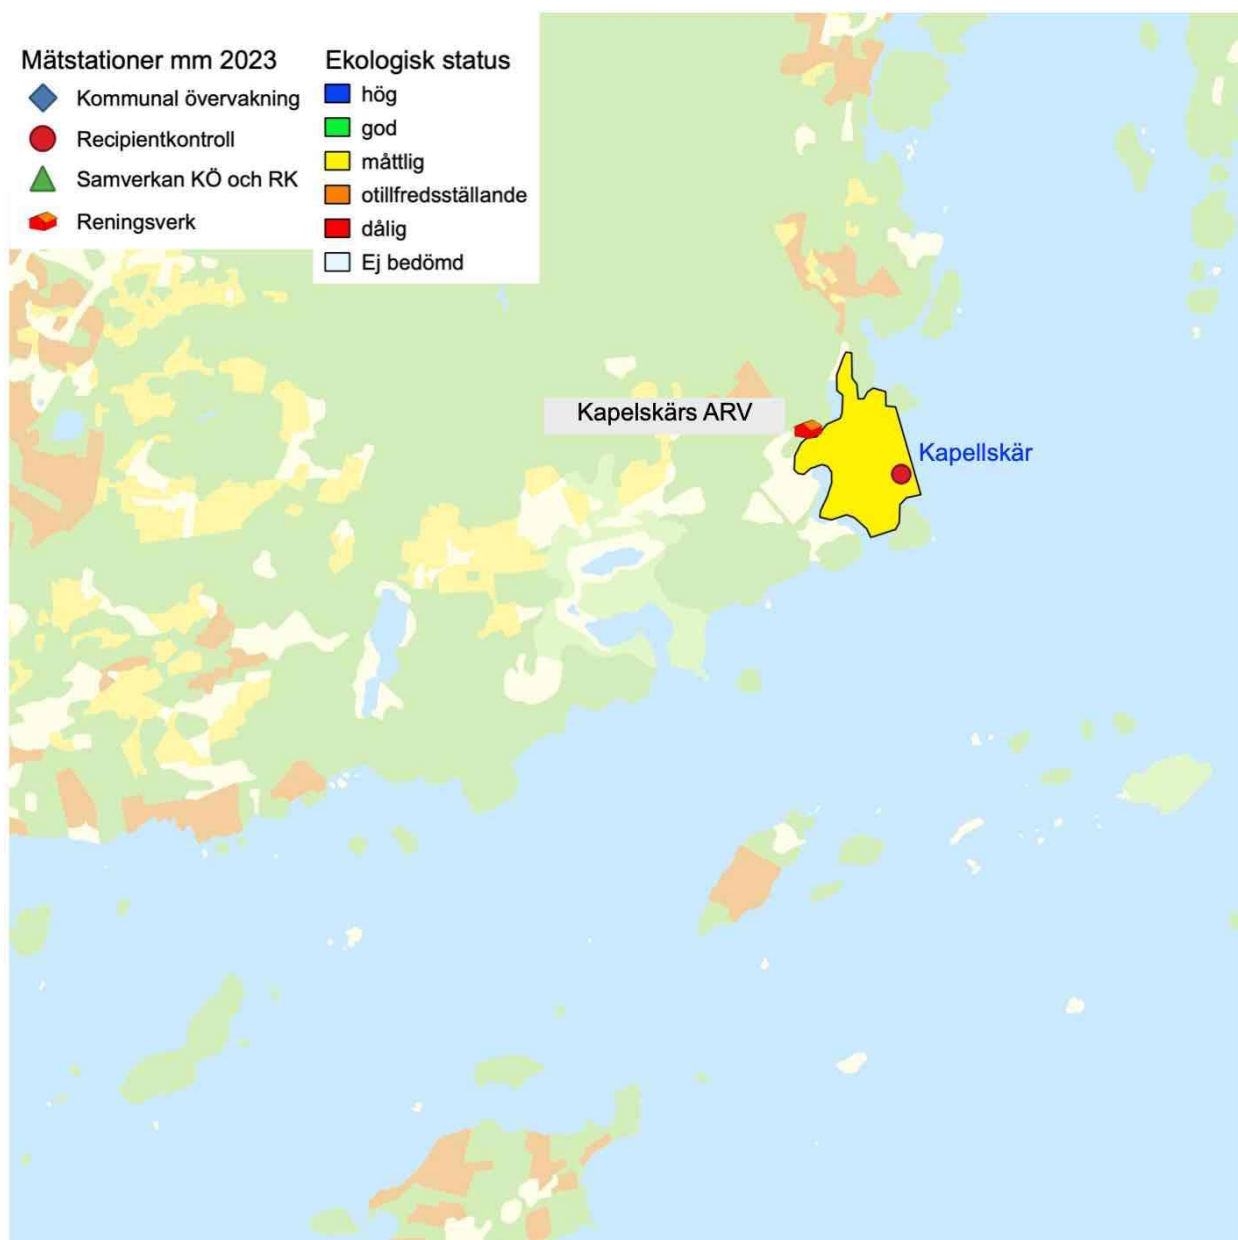 Mätstationer mm 2023
Kommunal övervakning
Recipientkontroll
Samverkan KÖ och RK
Reningsverk
Ekologisk status
hög
god
måttlig
otillfredsställande
dålig
Ej bedömd
Kapelskärs ARV
Kapellskär